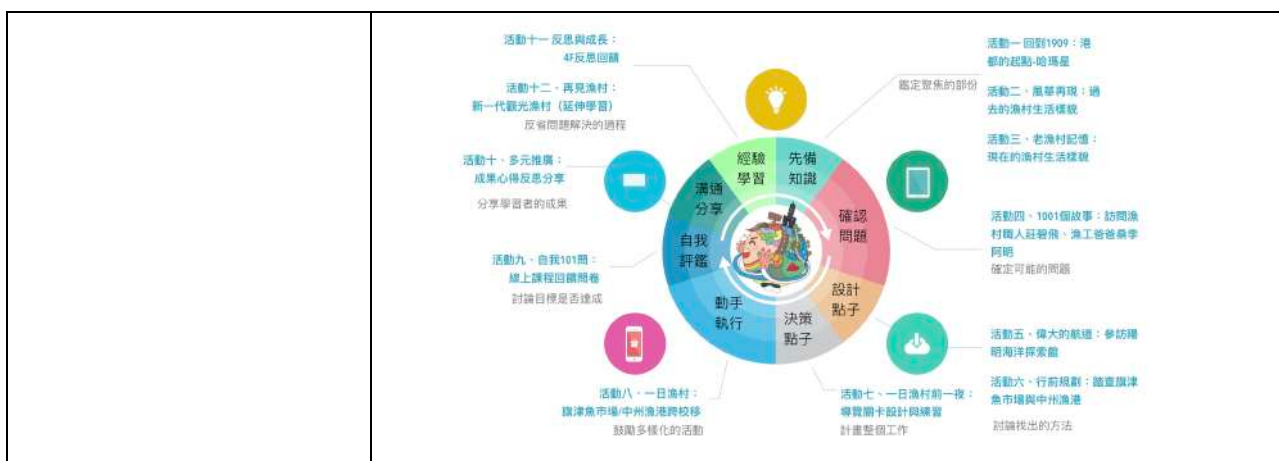 活動十一 反思與成長：
4F反思回饋
活動十二、再見漁村：
新一代觀光漁村（延伸學習）
反省問題解決的過程
活動十、多元推廣：
成果心得反思分享
分享學習者的成果
活動九、自我101問：
線上課程回饋問卷
討論目標是否達成
活動八、一日漁村：
旗津魚市場/中州漁港跨校移
鼓勵多樣化的活動
經驗
學習
先備
知識
溝通
分享
確認
問題
自我
評鑑
設計
點子
動手
執行
決策
點子
活動一 回到1909：港
都的起點-哈瑪星
鑑定聚焦的部份
活動二、風華再現：過
去的漁村生活樣貌
活動三、老漁村記憶：
現在的漁村生活樣貌
活動四、1001個故事：訪問漁
村職人莊碧飛、漁工爸爸桑季
阿明
確定可能的問題
活動五、偉大的航道：參訪陽
明海洋探索館
活動六、行前規劃：踏查旗津
魚市場與中州漁港
討論找出的方法
活動七、一日漁村前一夜：
導覽關卡設計與練習
計畫整個工作